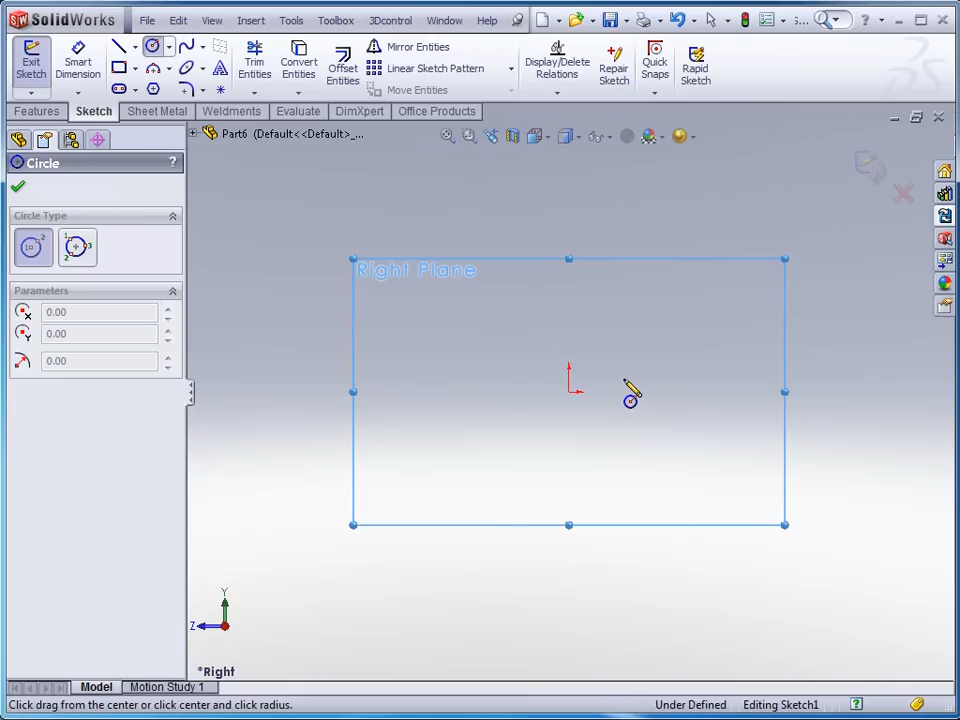 SolidWorks File Edit View Insert Tools Toolbox 3Dcontrol Window Help S...
Exit Sketch
Smart Dimension
Trim Entities
Convert Entities
Offset Entities
Mirror Entities
Linear Sketch Pattern
Move Entities
Display/Delete Relations
Repair Sketch
Quick Snaps
Rapid Sketch
Features Sketch Sheet Metal Weldments Evaluate DimXpert Office Products
Part6 (Default<<Default>_...
Circle ?
Circle Type
Parameters
0.00
0.00
0.00
Right Plane
Y
Z
*Right
Model Motion Study 1
Click drag from the center or click center and click radius. Under Defined Editing Sketch1